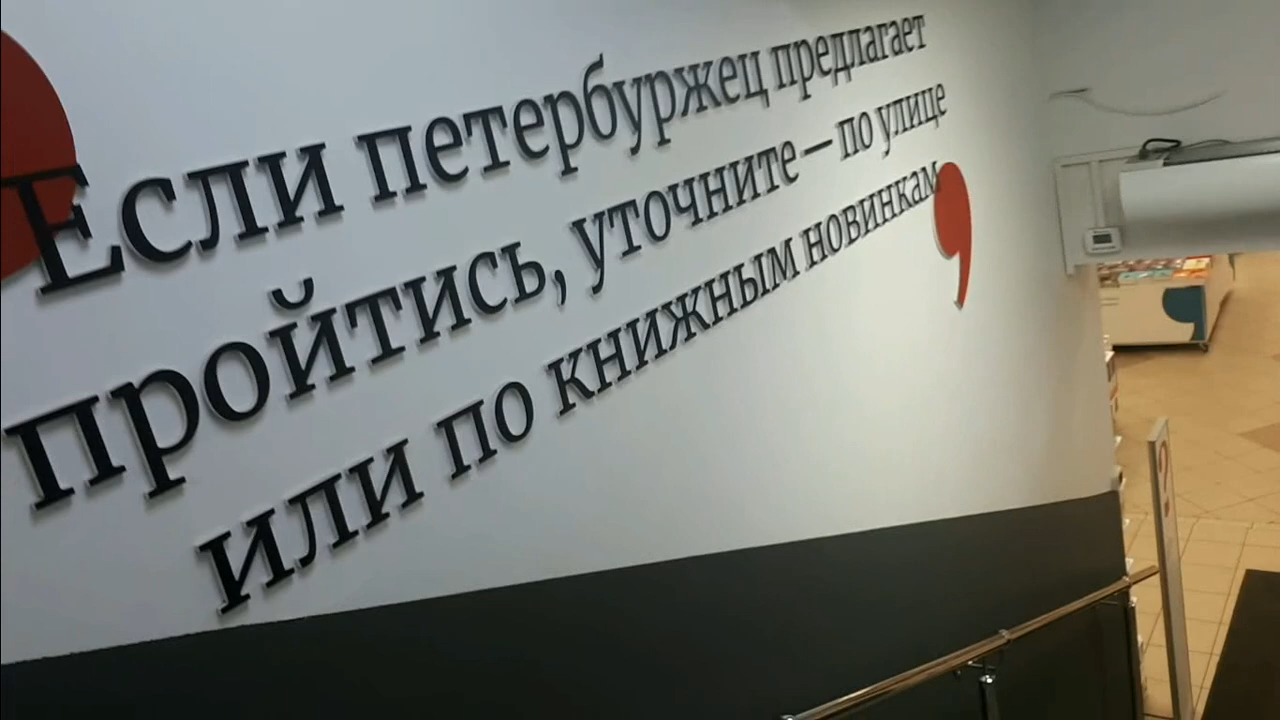 Если петербуржец предлагает
пройтись, уточните — по улице
или по книжным новинкам